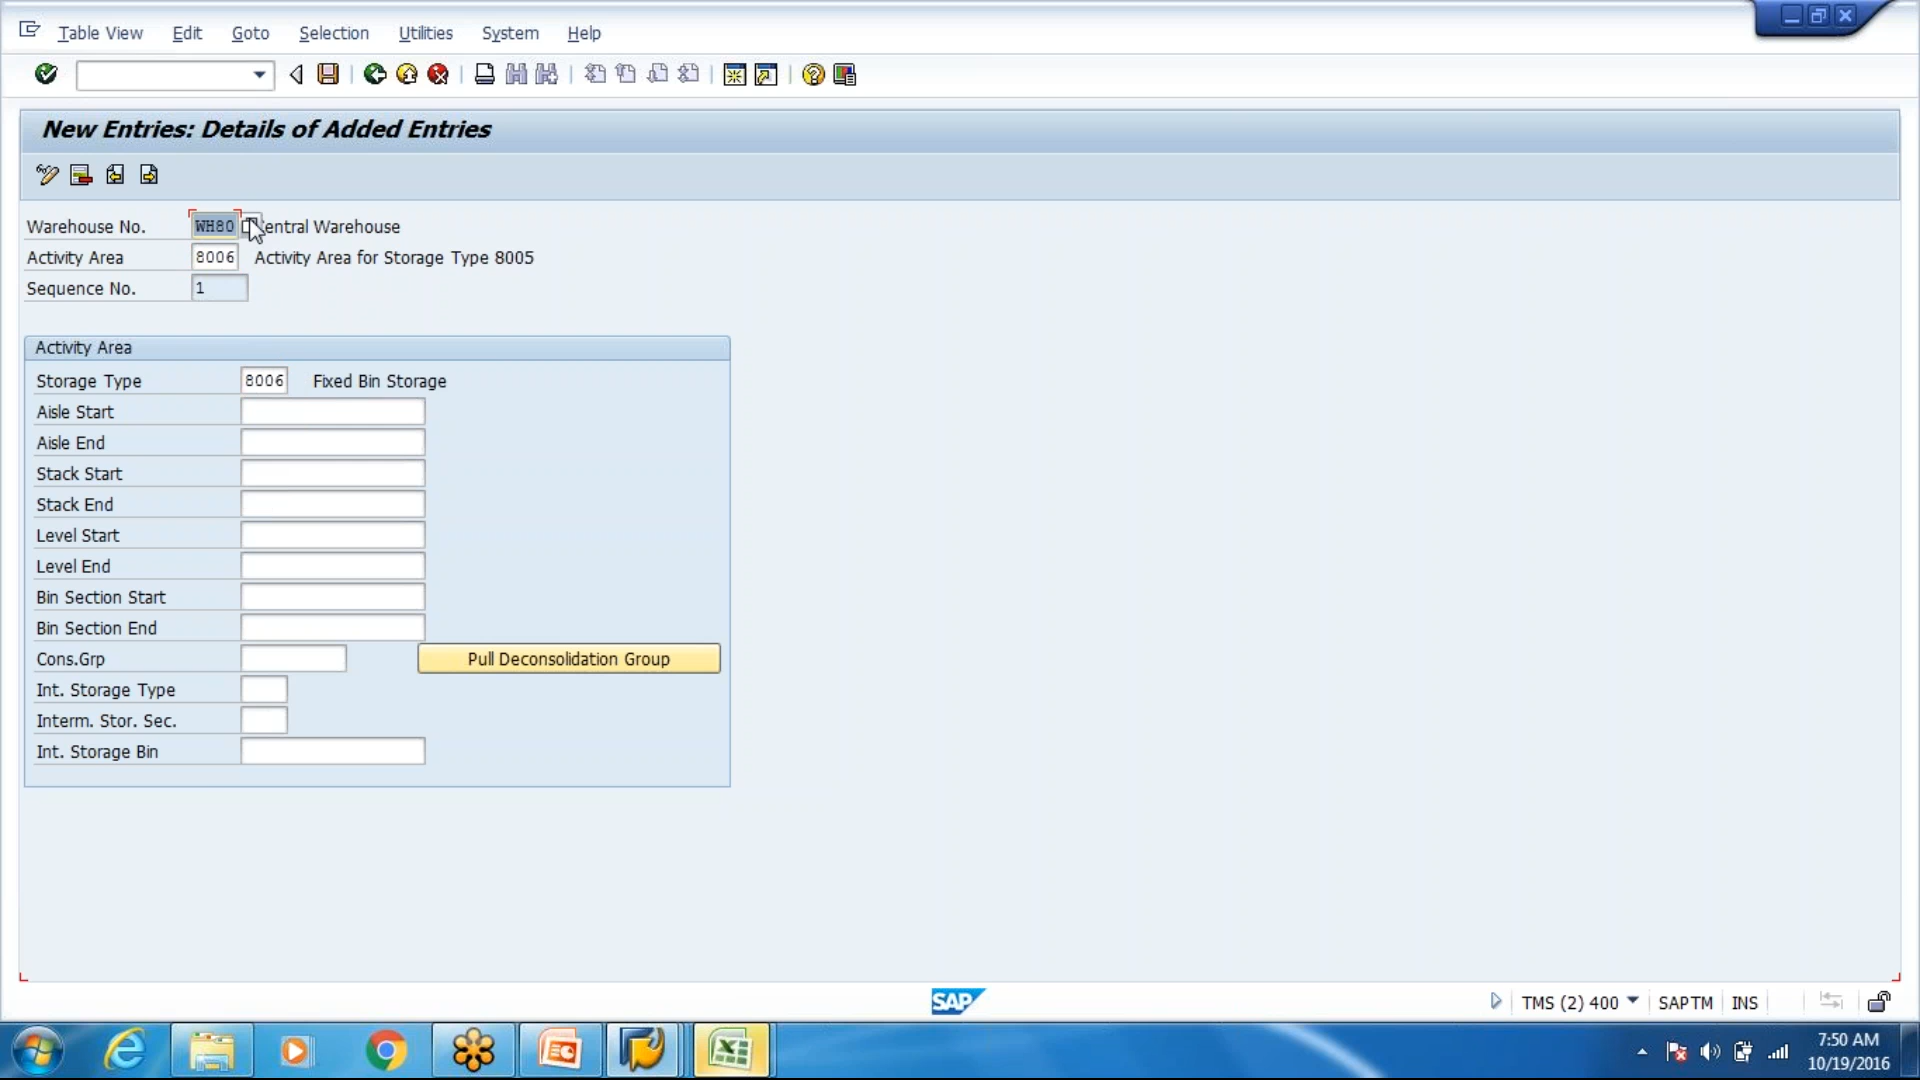 Table View Edit Goto Selection Utilities System Help
New Entries: Details of Added Entries
Warehouse No. WH80 entral Warehouse
Activity Area 8006 Activity Area for Storage Type 8005
Sequence No. 1
Activity Area
Storage Type 8006 Fixed Bin Storage
Aisle Start
Aisle End
Stack Start
Stack End
Level Start
Level End
Bin Section Start
Bin Section End
Cons.Grp Pull Deconsolidation Group
Int. Storage Type
Interm. Stor. Sec.
Int. Storage Bin
SAP TMS (2) 400 SAPTM INS
7:50 AM
10/19/2016